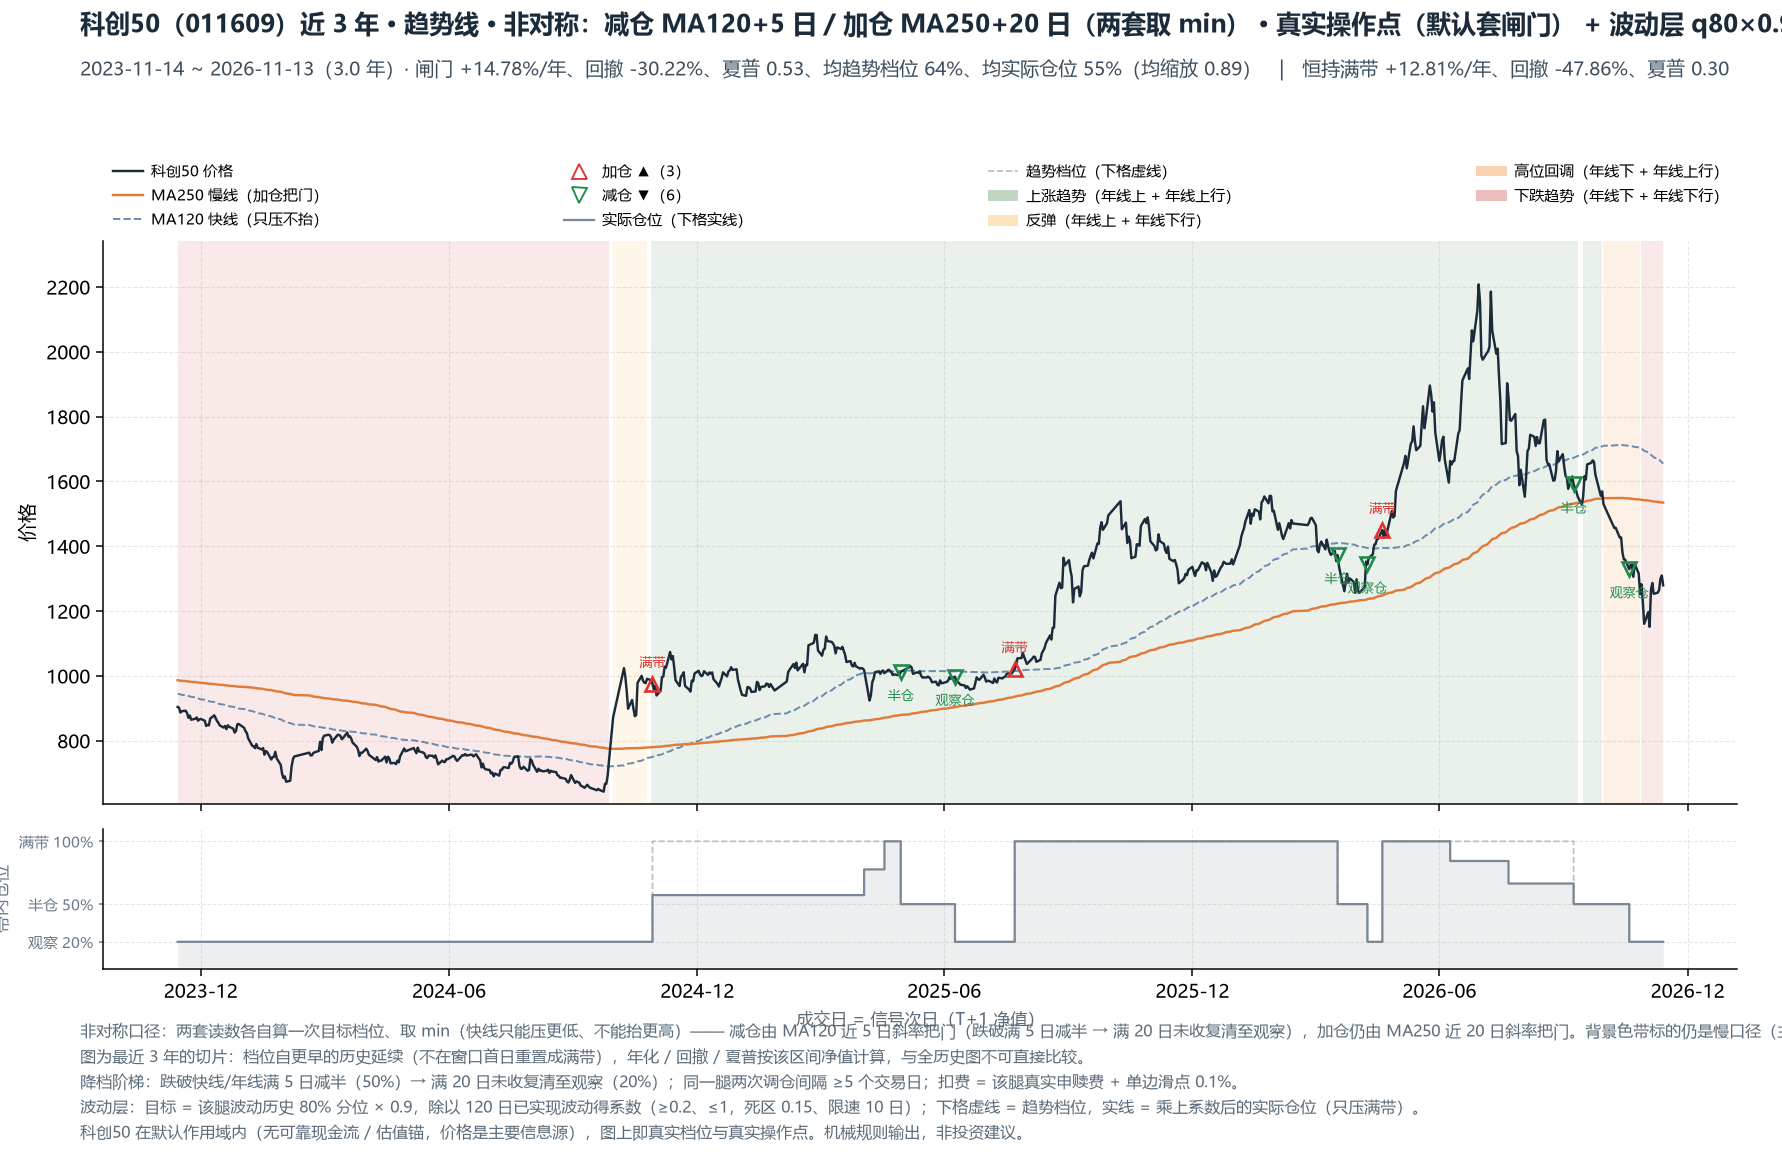 科创50（011609）近 3 年 • 趋势线 • 非对称：减仓 MA120+5 日 / 加仓 MA250+20 日（两套取 min） • 真实操作点（默认套闸门） + 波动层 q80×0.9
2023-11-14 ~ 2026-11-13（3.0 年）· 闸门 +14.78%/年、回撤 -30.22%、夏普 0.53、均趋势档位 64%、均实际仓位 55%（均缩放 0.89） | 恒持满带 +12.81%/年、回撤 -47.86%、夏普 0.30
科创50 价格
MA250 慢线（加仓把门）
MA120 快线（只压不抬）
加仓 ▲（3）
减仓 ▼（6）
实际仓位（下格实线）
趋势档位（下格虚线）
上涨趋势（年线上 + 年线上行）
反弹（年线上 + 年线下行）
高位回调（年线下 + 年线上行）
下跌趋势（年线下 + 年线下行）
价格
2200
2000
1800
1600
1400
1200
1000
800
满带
半仓
观察仓
满带
半仓
观察仓
满带
半仓
观察仓
带内仓位
满带 100%
半仓 50%
观察 20%
2023-12
2024-06
2024-12
2025-06
2025-12
2026-06
2026-12
成交日 = 信号次日（T+1 净值）
非对称口径：两套读数各自算一次目标档位、取 min（快线只能压更低、不能抬更高）—— 减仓由 MA120 近 5 日斜率把门（跌破满 5 日减半 → 满 20 日未收复清至观察），加仓仍由 MA250 近 20 日斜率把门。背景色带标的仍是慢口径（主
图为最近 3 年的切片：档位自更早的历史延续（不在窗口首日重置成满带），年化 / 回撤 / 夏普按该区间净值计算，与全历史图不可直接比较。
降档阶梯：跌破快线/年线满 5 日减半（50%）→ 满 20 日未收复清至观察（20%）；同一腿两次调仓间隔 ≥5 个交易日；扣费 = 该腿真实申赎费 + 单边滑点 0.1%。
波动层：目标 = 该腿波动历史 80% 分位 × 0.9，除以 120 日已实现波动得系数（≥0.2、≤1，死区 0.15、限速 10 日）；下格虚线 = 趋势档位，实线 = 乘上系数后的实际仓位（只压满带）。
科创50 在默认作用域内（无可靠现金流 / 估值锚，价格是主要信息源），图上即真实档位与真实操作点。机械规则输出，非投资建议。